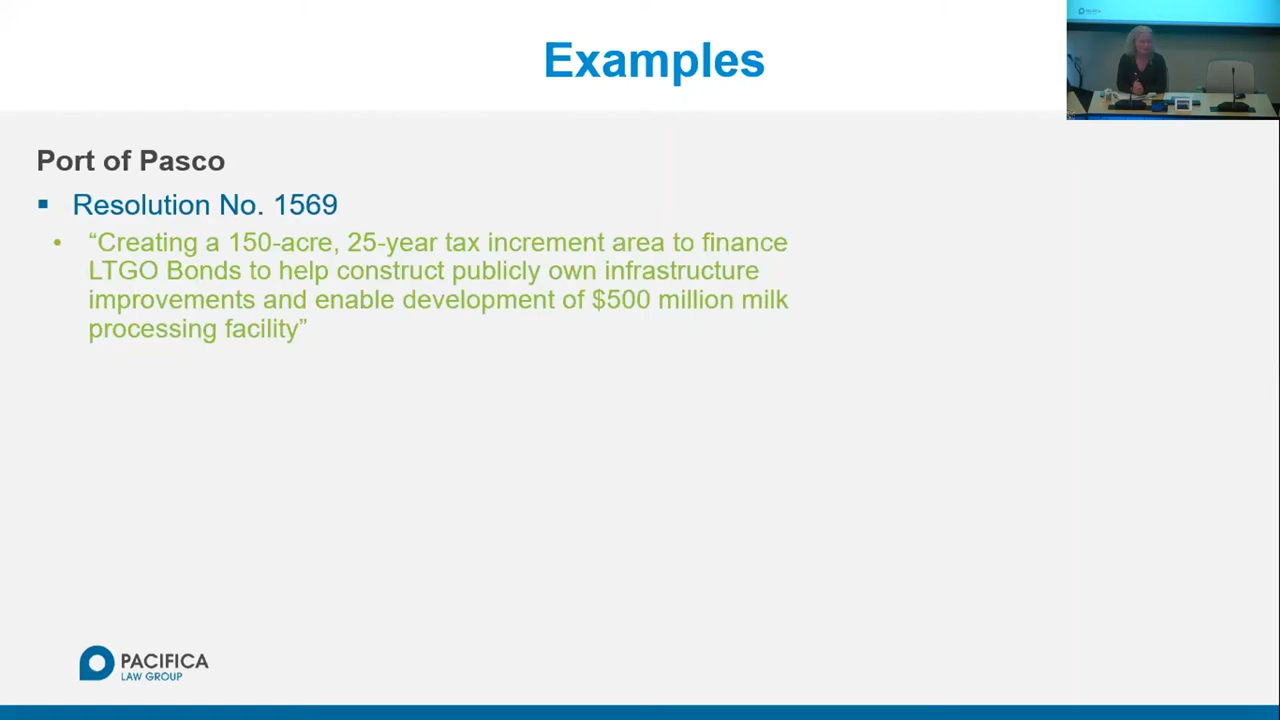 Examples
PACIFICA
Port of Pasco
Resolution No. 1569
“Creating a 150-acre, 25-year tax increment area to finance
LTGO Bonds to help construct publicly own infrastructure
improvements and enable development of $500 million milk
processing facility”
PACIFICA
LAW GROUP